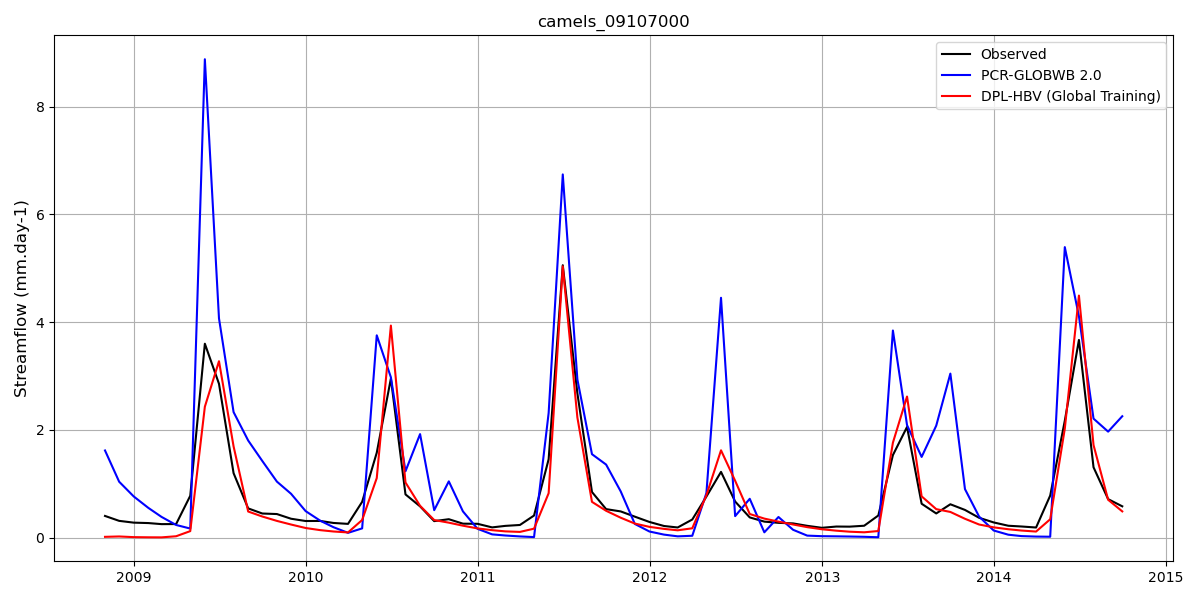 camels_09107000
Observed
PCR-GLOBWB 2.0
DPL-HBV (Global Training)
Streamflow (mm.day-1)
8
6
4
2
0
2009
2010
2011
2012
2013
2014
2015